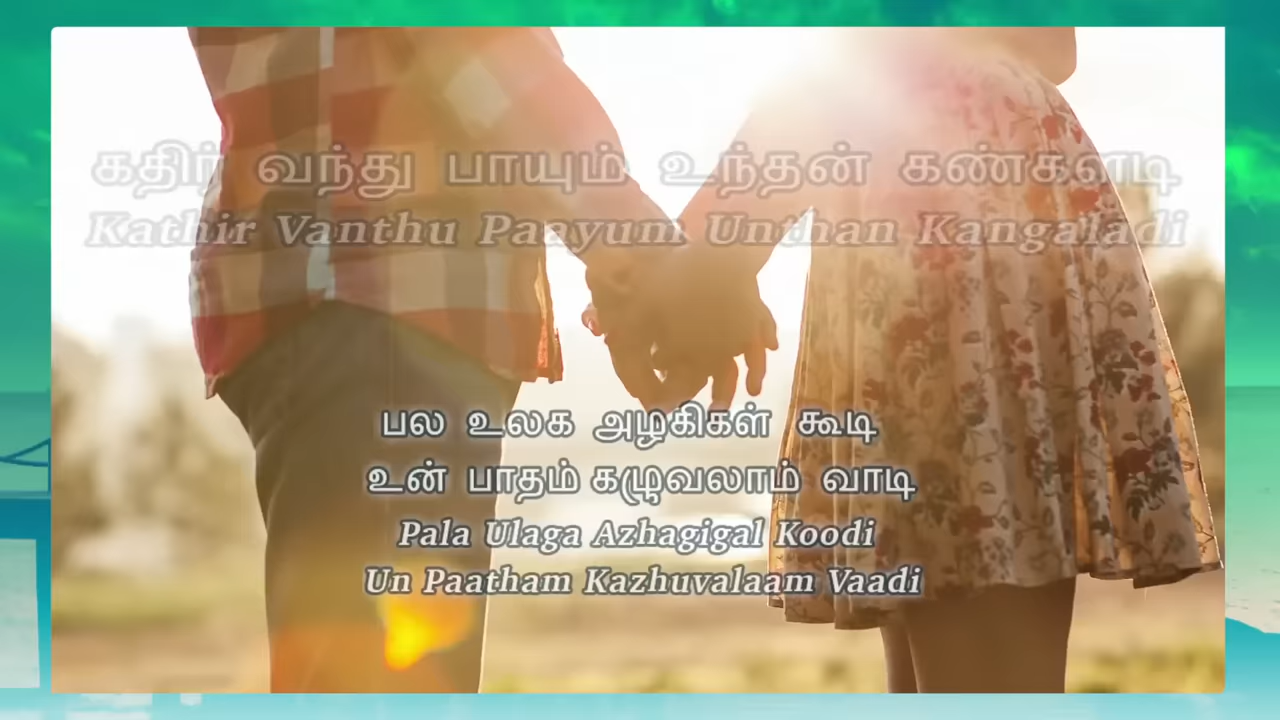 கதிர் வந்து பாயும் உந்தன் கண்களடி
Kathir Vanthu Paayum Unthan Kangaladi
பல உலக அழகிகள் கூடி
உன் பாதம் கழுவலாம் வாடி
Pala Ulaga Azhagigal Koodi
Un Paatham Kazhuvalaam Vaadi